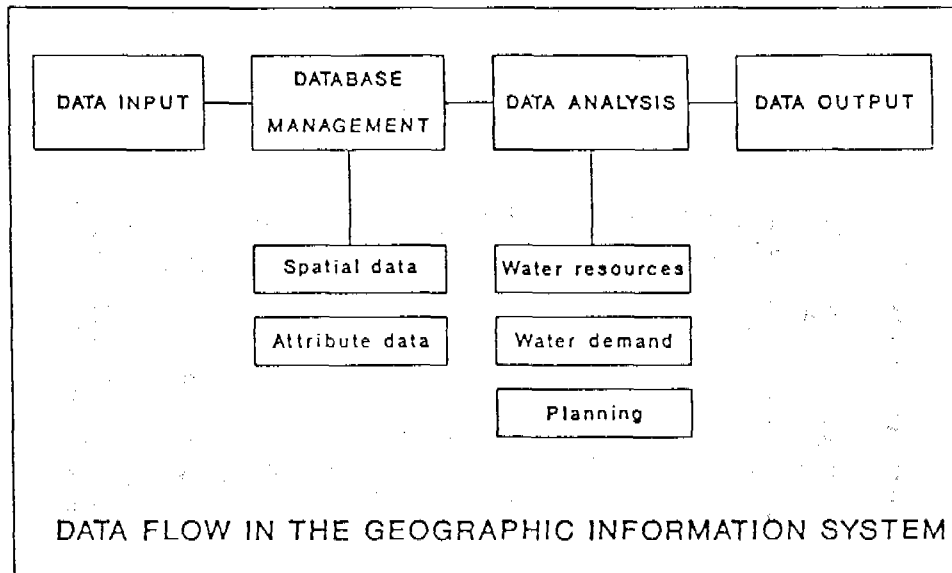 DATA INPUT
DATABASE
MANAGEMENT
DATA ANALYSIS
DATA OUTPUT
Spatial data
Attribute data
Water resources
Water demand
Planning
DATA FLOW IN THE GEOGRAPHIC INFORMATION SYSTEM